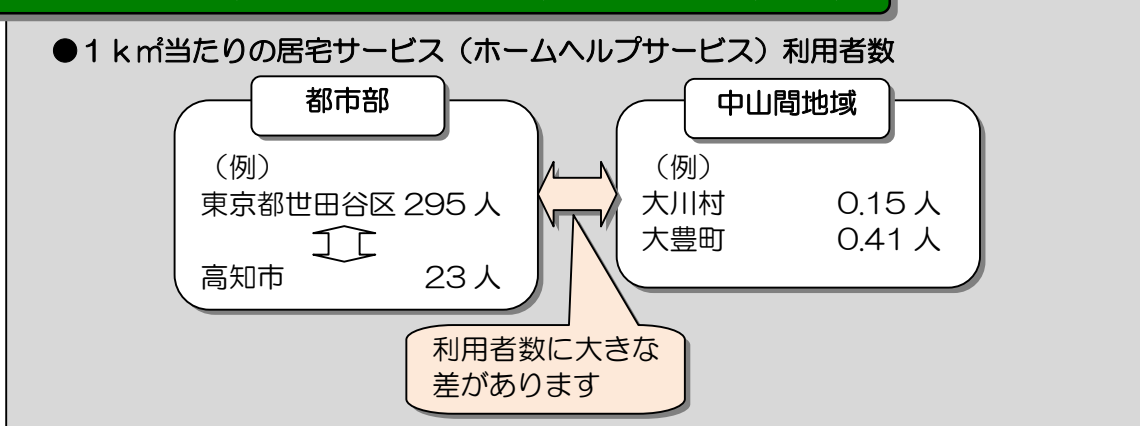 ●１ｋ㎡当たりの居宅サービス（ホームヘルプサービス）利用者数
都市部
（例）
東京都世田谷区 295 人
高知市 23 人
中山間地域
（例）
大川村 0.15 人
大豊町 0.41 人
利用者数に大きな
差があります